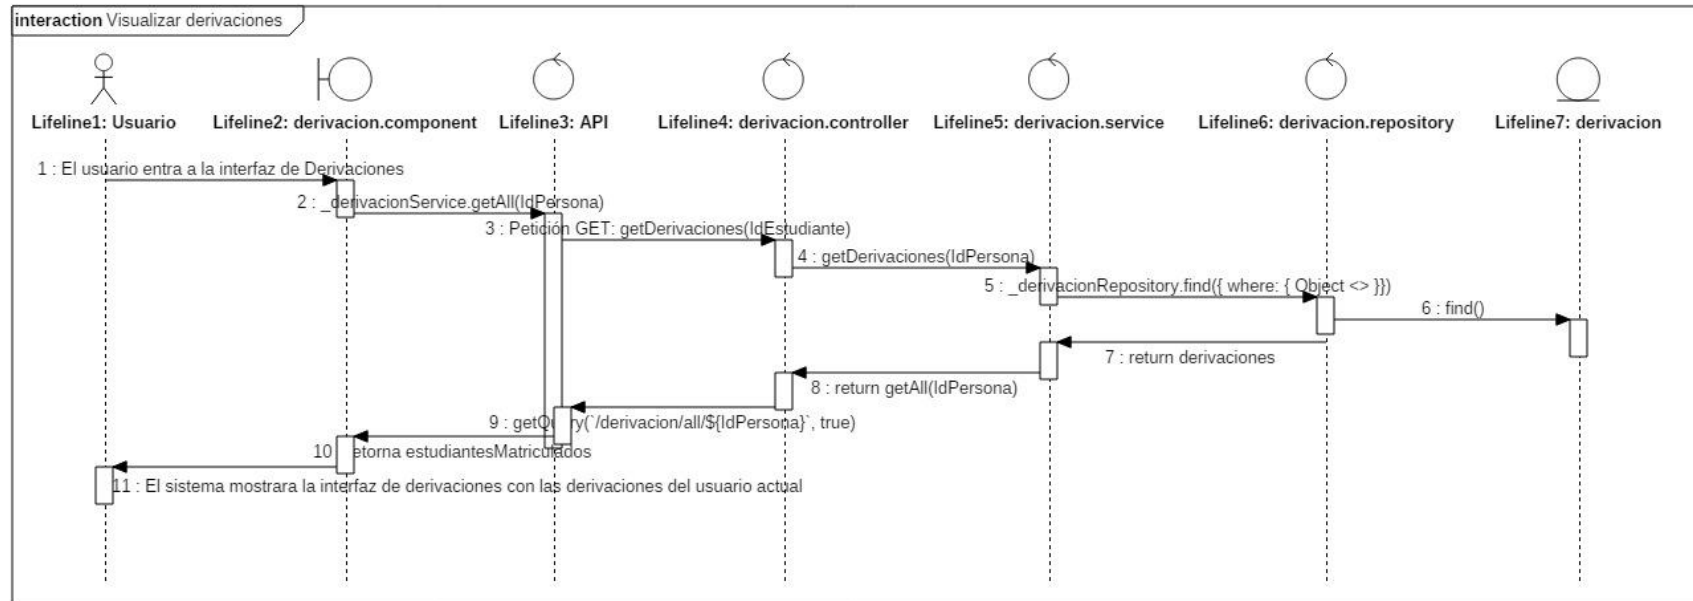 interaction Visualizar derivaciones
Lifeline1: Usuario
Lifeline2: derivacion.component
Lifeline3: API
Lifeline4: derivacion.controller
Lifeline5: derivacion.service
Lifeline6: derivacion.repository
Lifeline7: derivacion
1 : El usuario entra a la interfaz de Derivaciones
2 : _derivacionService.getAll(IdPersona)
3 : Petición GET: getDerivaciones(IdEstudiante)
4 : getDerivaciones(IdPersona)
5 : _derivacionRepository.find({ where: { Object <> }})
6 : find()
7 : return derivaciones
8 : return getAll(IdPersona)
9 : getQuery(`/derivacion/all/${IdPersona}`, true)
10 : retorna estudiantesMatriculados
11 : El sistema mostrara la interfaz de derivaciones con las derivaciones del usuario actual